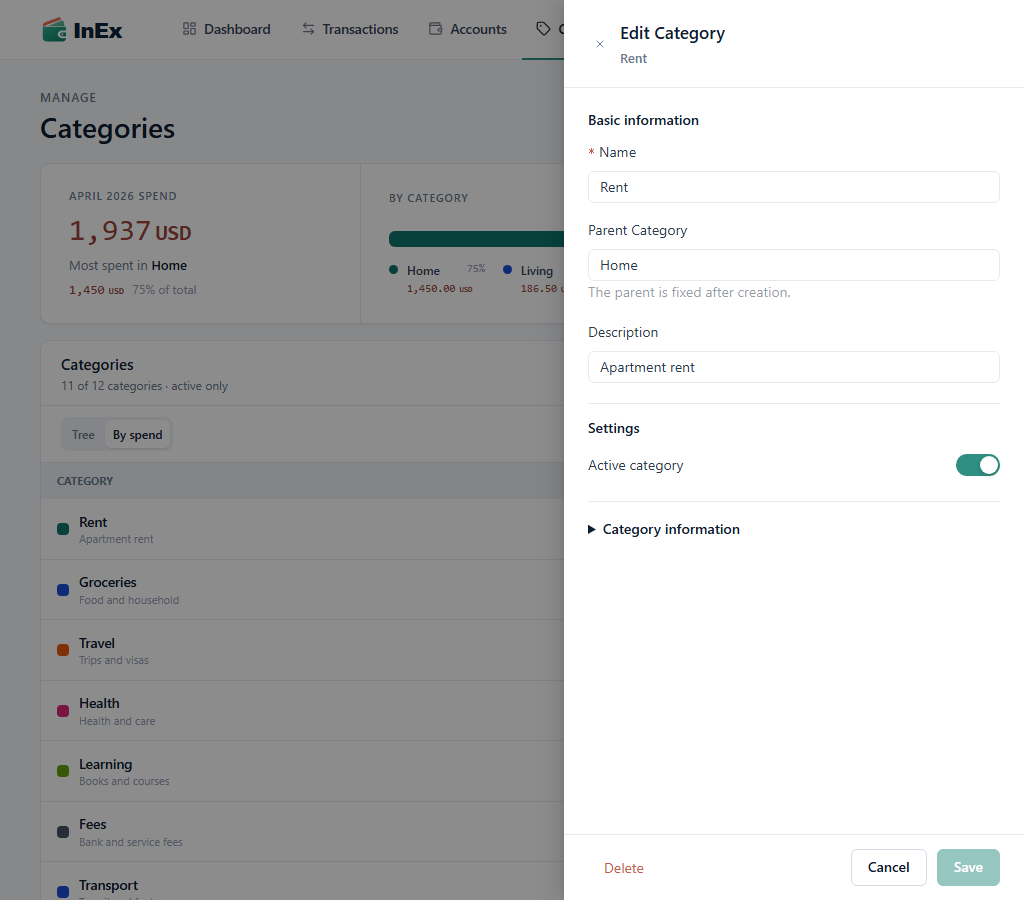 InEx
Dashboard
Transactions
Accounts
MANAGE
Categories
APRIL 2026 SPEND
1,937 USD
Most spent in Home
1,450 USD 75% of total
BY CATEGORY
Home 75%
1,450.00 USD
Living
186.50
Categories
11 of 12 categories · active only
Tree
By spend
CATEGORY
Rent
Apartment rent
Groceries
Food and household
Travel
Trips and visas
Health
Health and care
Learning
Books and courses
Fees
Bank and service fees
Transport
Edit Category
Rent
Basic information
* Name
Rent
Parent Category
Home
The parent is fixed after creation.
Description
Apartment rent
Settings
Active category
Category information
Delete
Cancel
Save